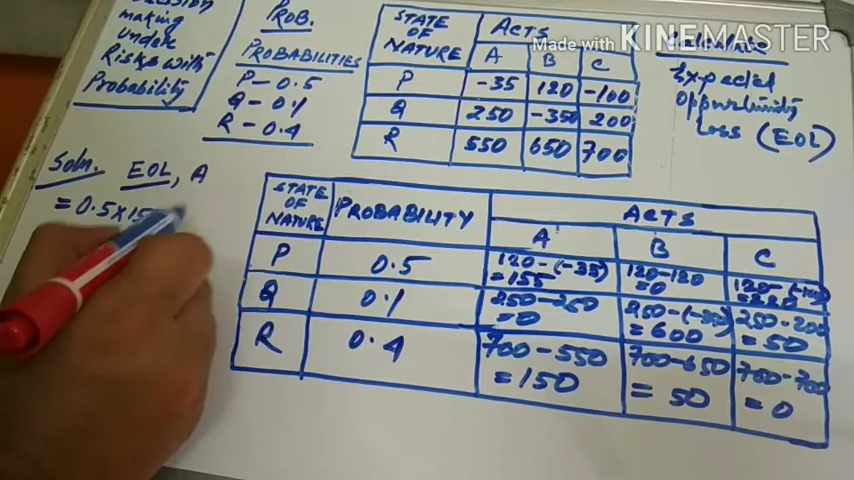 making
under
Risks with
Probability
PROB.
PROBABILITIES
P - 0.5
Q - 0.1
R - 0.4
STATE OF NATURE ACTS
A B C
P -35 120 -100
Q 250 -350 200
R 550 650 700
Made with KINEMASTER
Expected
Opportunity
Loss (EOL)
Soln. EOL, A
= 0.5×15
STATE OF NATURE PROBABILITY ACTS
A B C
P 0.5 120-(-35) =155 120-120 =0
Q 0.1 250-250 =0 250-(-350) =600 250-200 =50
R 0.4 700-550 =150 700-650 =50 700-700 =0